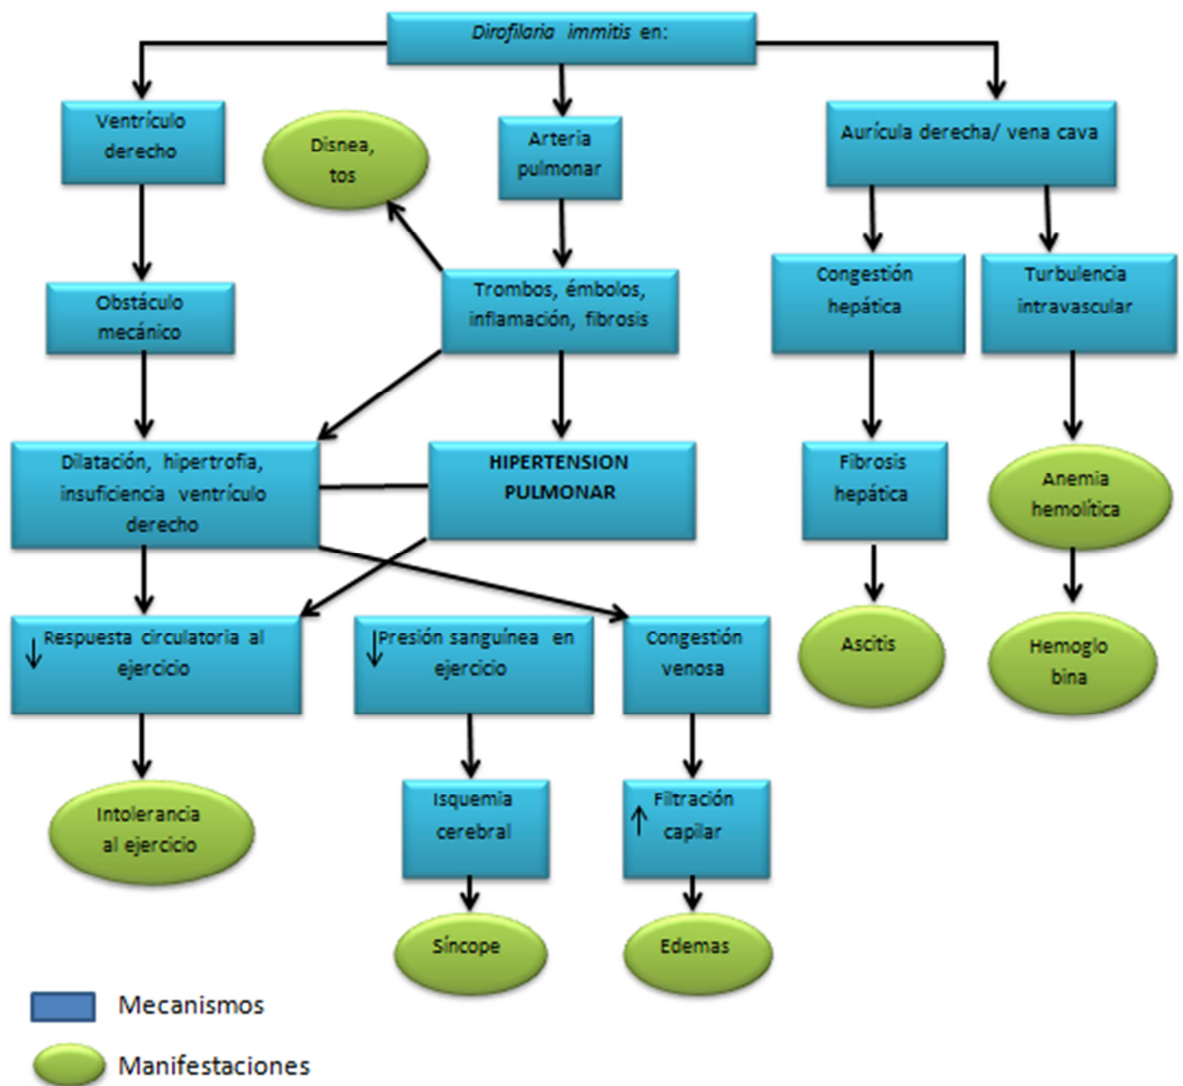 Dirofilaria immitis en:
Ventrículo
derecho
Disnea,
tos
Arteria
pulmonar
Aurícula derecha/ vena cava
Obstáculo
mecánico
Trombos, émbolos,
inflamación, fibrosis
Congestión
hepática
Turbulencia
intravascular
Dilatación, hipertrofia,
insuficiencia ventrículo
derecho
HIPERTENSION
PULMONAR
Fibrosis
hepática
Anemia
hemolítica
↓ Respuesta circulatoria al
ejercicio
↓ Presión sanguínea en
ejercicio
Congestión
venosa
Ascitis
Hemoglo
bina
Intolerancia
al ejercicio
Isquemia
cerebral
↑ Filtración
capilar
Síncope
Edemas
Mecanismos
Manifestaciones